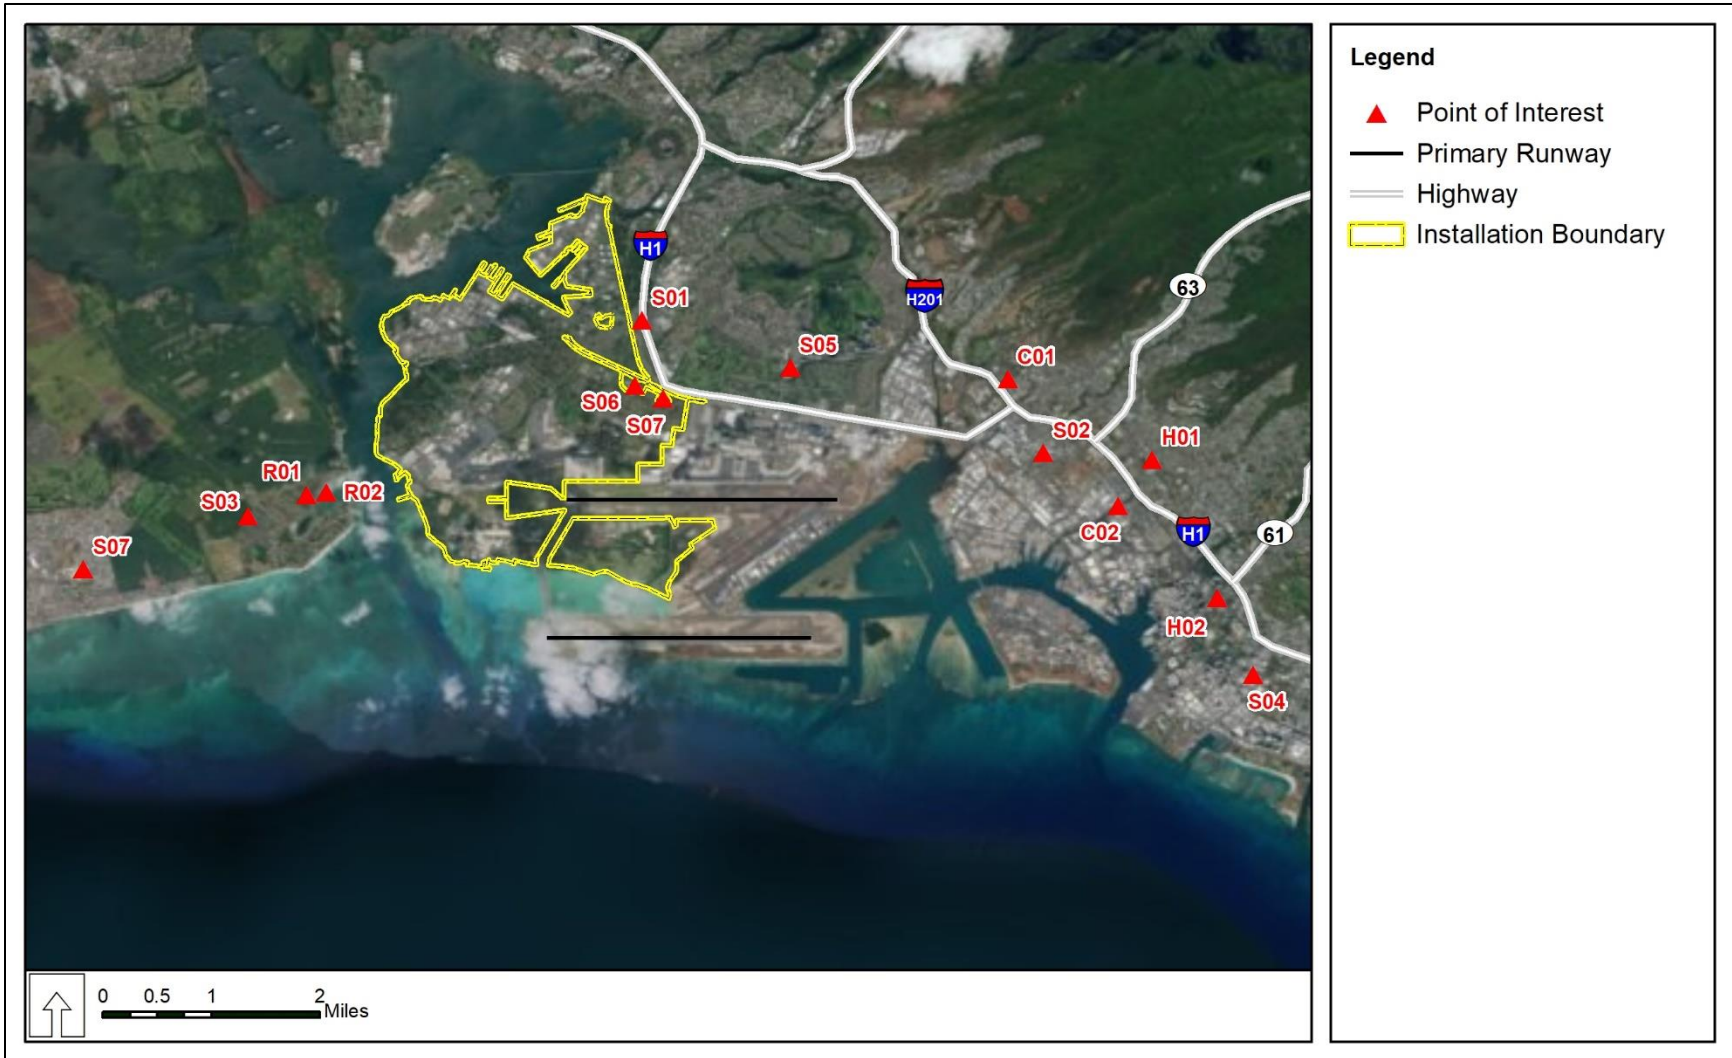 Legend
Point of Interest
Primary Runway
Highway
Installation Boundary
H1
63
H201
S01
S05
C01
S06
S07
S02
H01
R01
R02
S03
C02
H1
61
S07
H02
S04
0 0.5 1 2
Miles